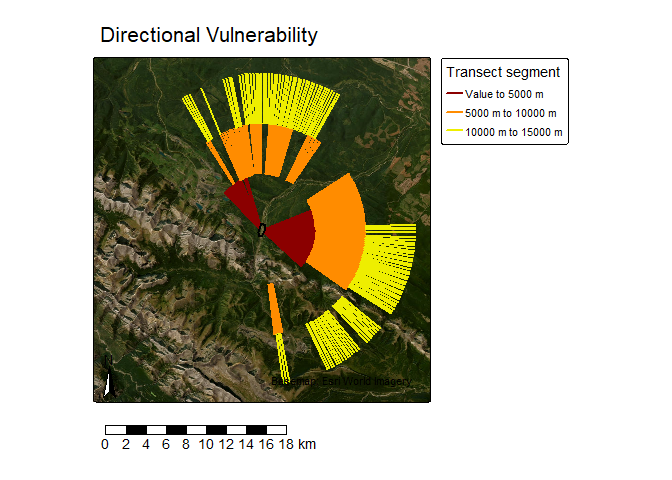 Directional Vulnerability
Transect segment
Value to 5000 m
5000 m to 10000 m
10000 m to 15000 m
Basemap: Esri World Imagery
0 2 4 6 8 10 12 14 16 18 km